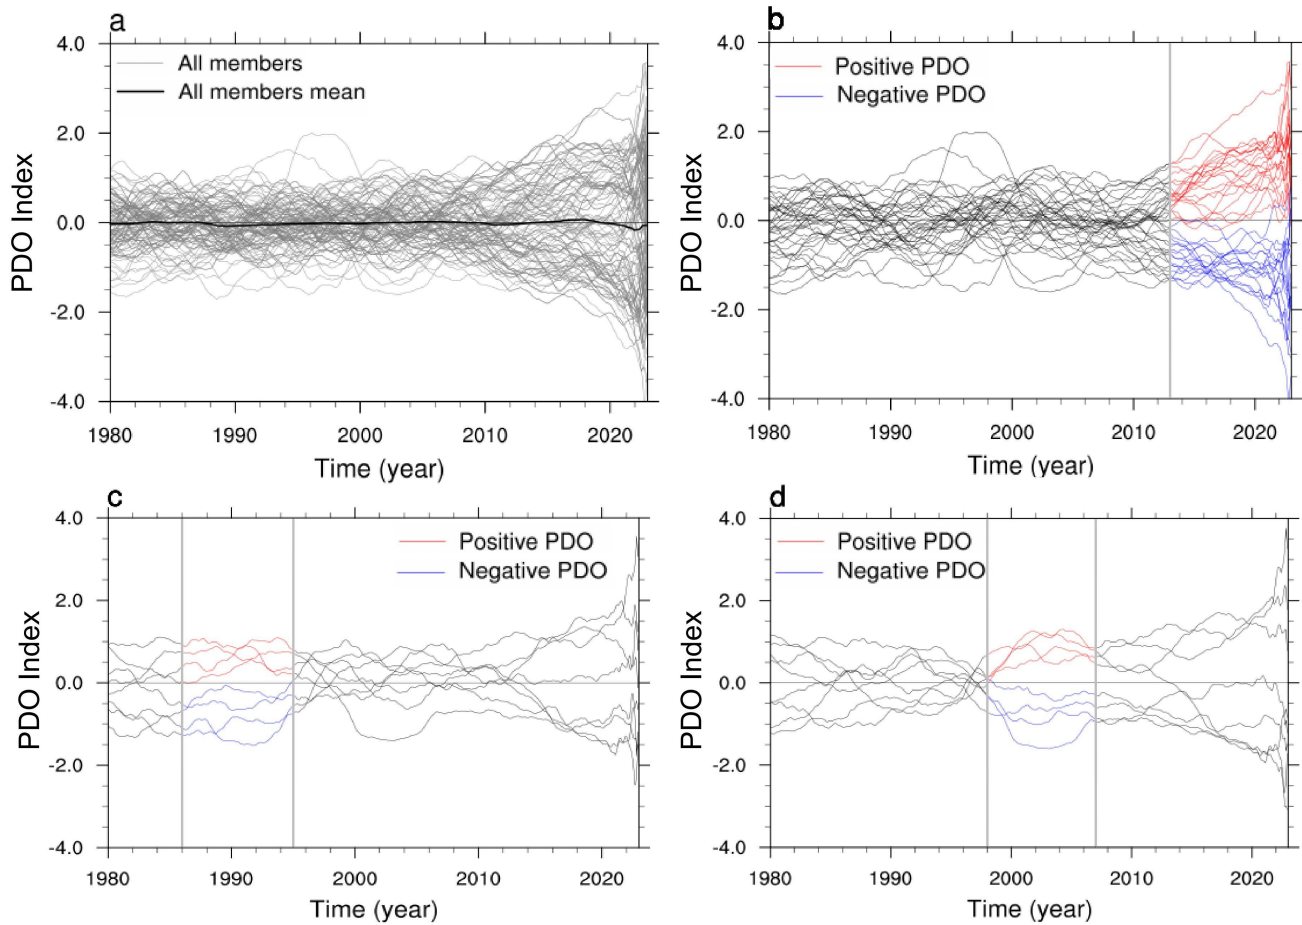 a
4.0
2.0
0.0
-2.0
-4.0
PDO Index
All members
All members mean
1980
1990
2000
2010
2020
Time (year)
b
4.0
2.0
0.0
-2.0
-4.0
PDO Index
Positive PDO
Negative PDO
1980
1990
2000
2010
2020
Time (year)
c
4.0
2.0
0.0
-2.0
-4.0
PDO Index
Positive PDO
Negative PDO
1980
1990
2000
2010
2020
Time (year)
d
4.0
2.0
0.0
-2.0
-4.0
PDO Index
Positive PDO
Negative PDO
1980
1990
2000
2010
2020
Time (year)